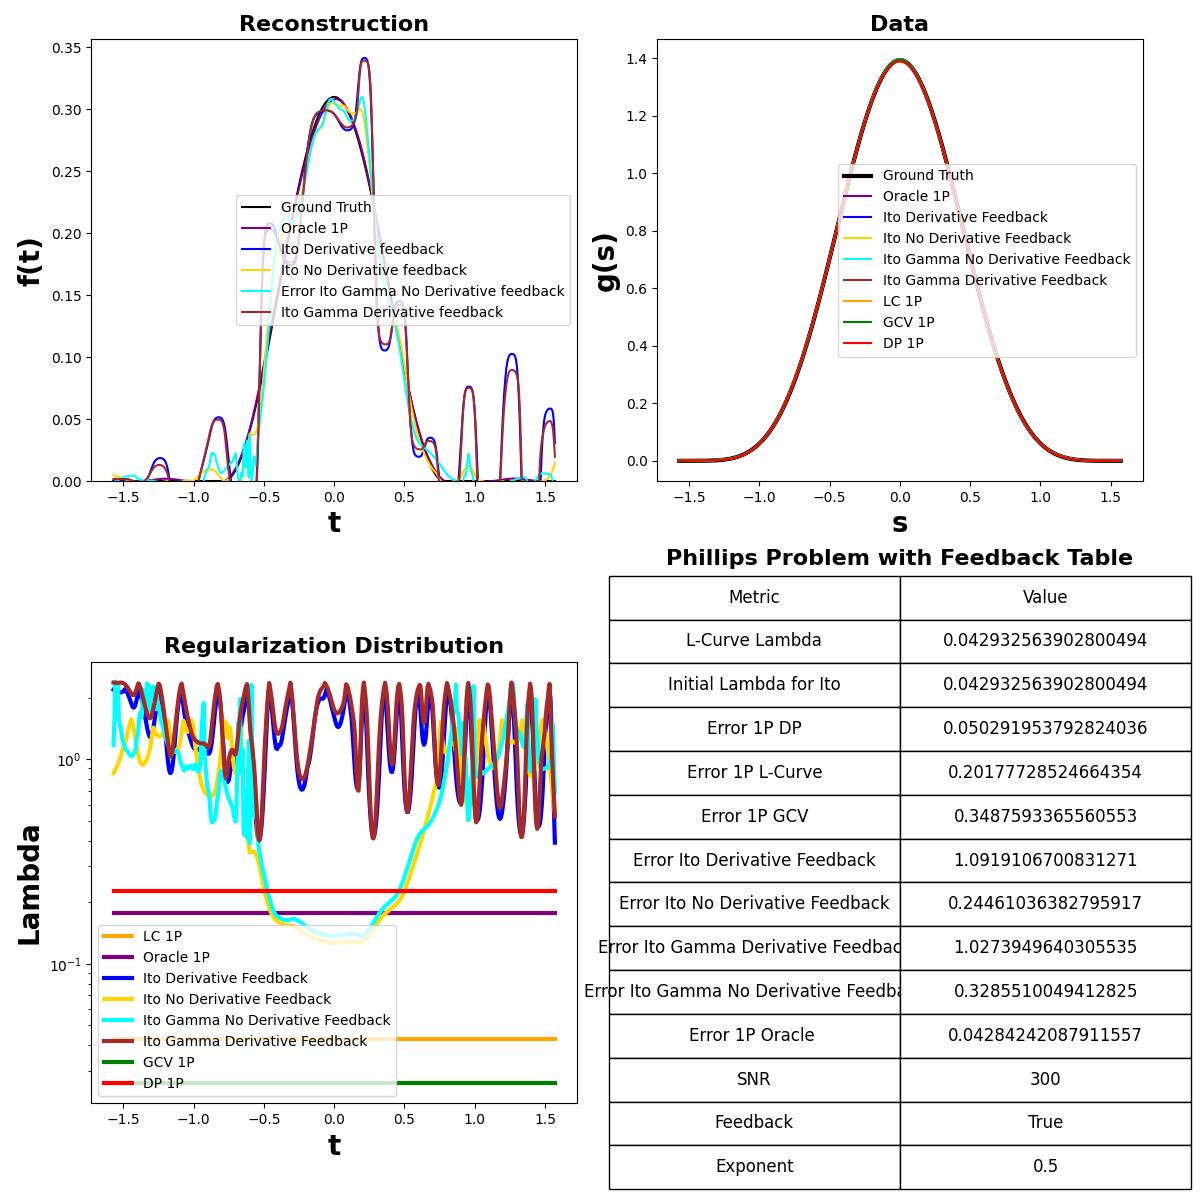 Reconstruction
f(t)
0.35
0.30
0.25
0.20
0.15
0.10
0.05
0.00
Ground Truth
Oracle 1P
Ito Derivative feedback
Ito No Derivative feedback
Error Ito Gamma No Derivative feedback
Ito Gamma Derivative feedback
−1.5 −1.0 −0.5 0.0 0.5 1.0 1.5
t
Data
g(s)
1.4
1.2
1.0
0.8
0.6
0.4
0.2
0.0
Ground Truth
Oracle 1P
Ito Derivative Feedback
Ito No Derivative Feedback
Ito Gamma No Derivative Feedback
Ito Gamma Derivative Feedback
LC 1P
GCV 1P
DP 1P
−1.5 −1.0 −0.5 0.0 0.5 1.0 1.5
s
Regularization Distribution
Lambda
10⁰
10⁻¹
LC 1P
Oracle 1P
Ito Derivative Feedback
Ito No Derivative Feedback
Ito Gamma No Derivative Feedback
Ito Gamma Derivative Feedback
GCV 1P
DP 1P
−1.5 −1.0 −0.5 0.0 0.5 1.0 1.5
t
Phillips Problem with Feedback Table
Metric Value
L-Curve Lambda 0.042932563902800494
Initial Lambda for Ito 0.042932563902800494
Error 1P DP 0.050291953792824036
Error 1P L-Curve 0.20177728524664354
Error 1P GCV 0.3487593365560553
Error Ito Derivative Feedback 1.0919106700831271
Error Ito No Derivative Feedback 0.24461036382795917
Error Ito Gamma Derivative Feedbac 1.0273949640305535
Error Ito Gamma No Derivative Feedba 0.3285510049412825
Error 1P Oracle 0.04284242087911557
SNR 300
Feedback True
Exponent 0.5